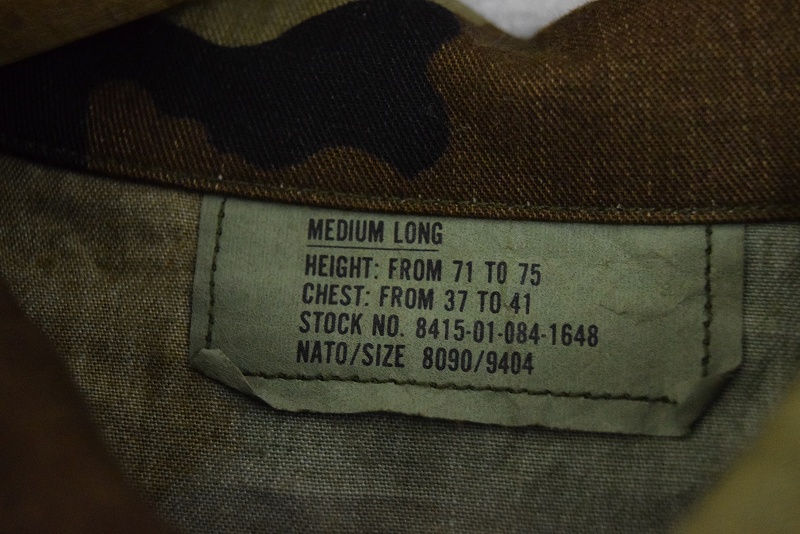 MEDIUM LONG
HEIGHT: FROM 71 TO 75
CHEST: FROM 37 TO 41
STOCK NO. 8415-01-084-1648
NATO/SIZE 8090/9404